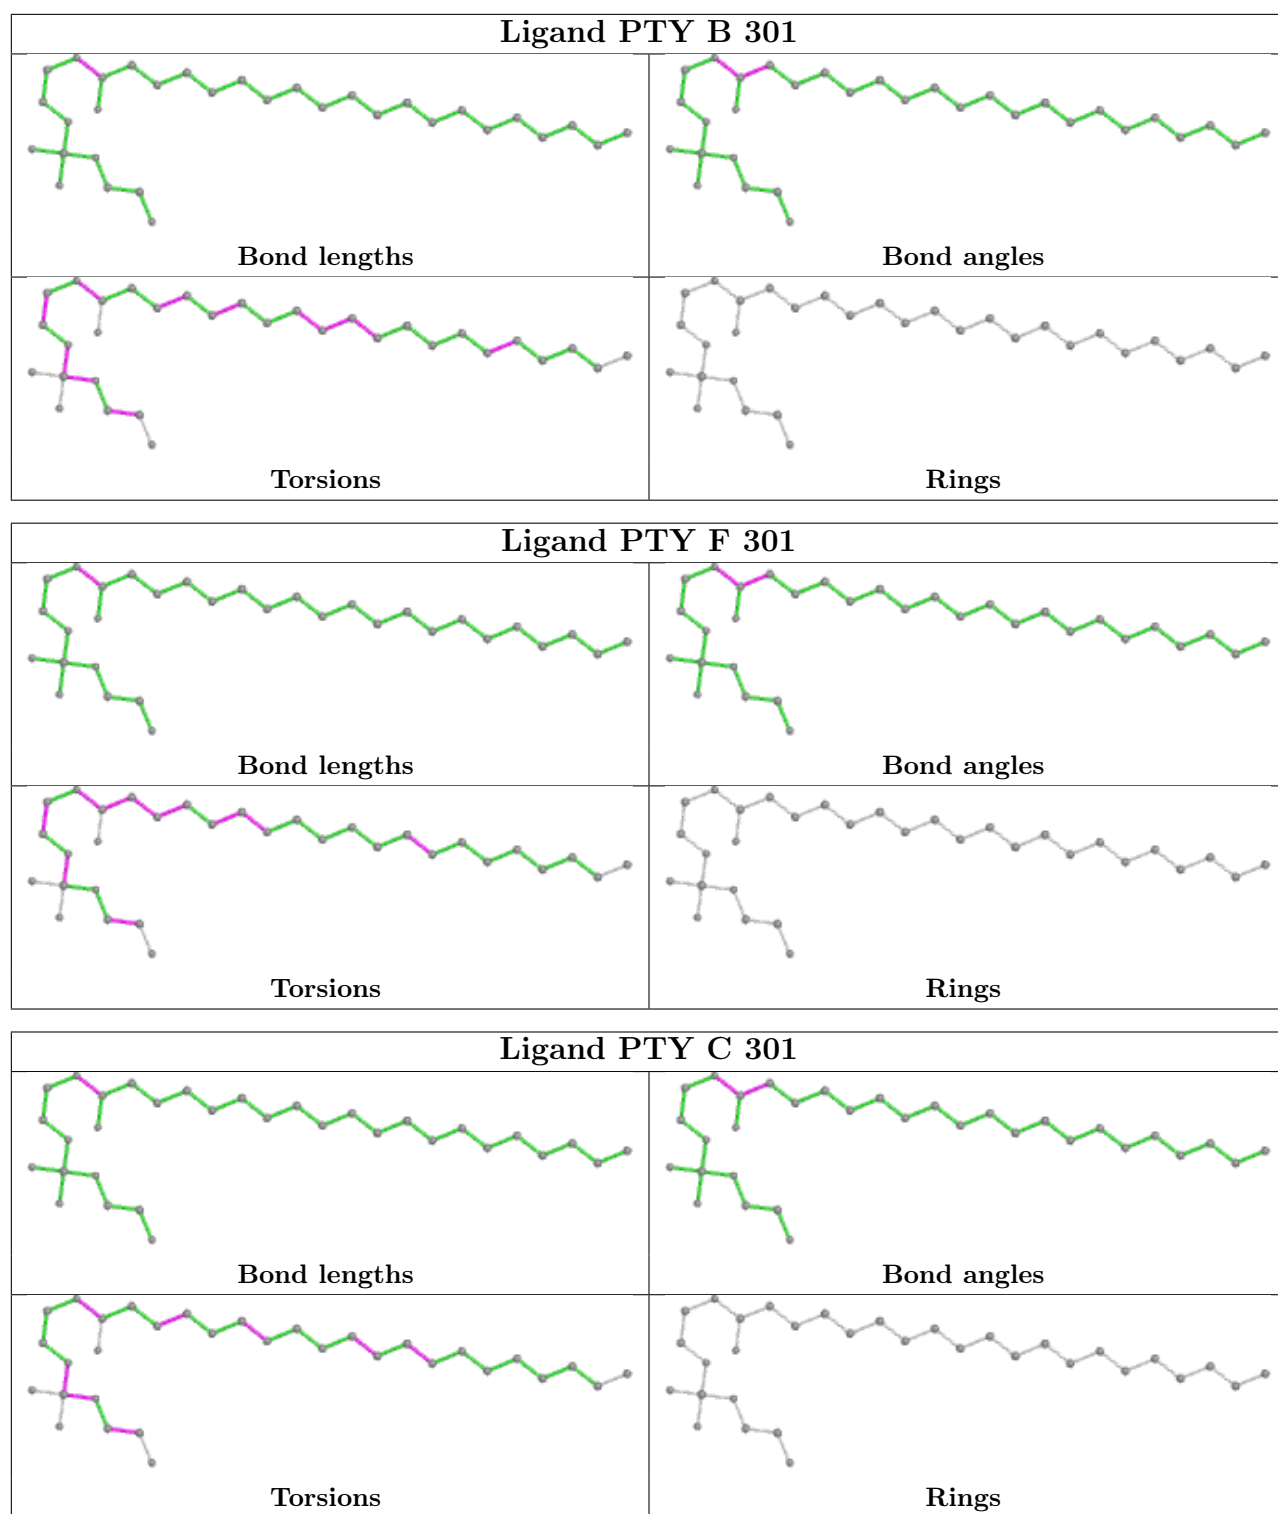 Ligand PTY B 301
Bond lengths
Bond angles
Torsions
Rings
Ligand PTY F 301
Bond lengths
Bond angles
Torsions
Rings
Ligand PTY C 301
Bond lengths
Bond angles
Torsions
Rings